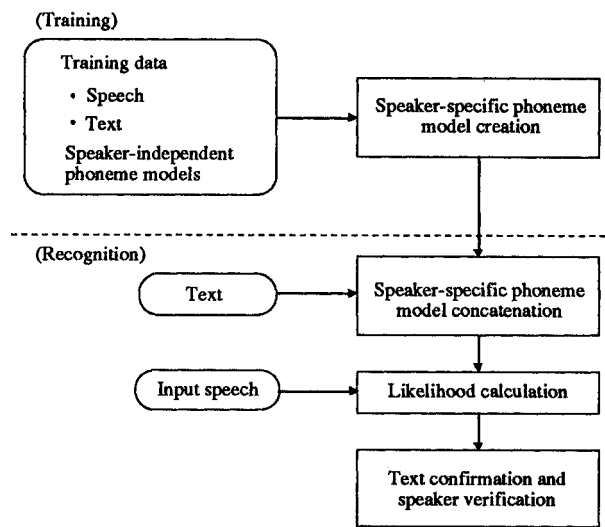 (Training)
Training data
• Speech
• Text
Speaker-independent
phoneme models
Speaker-specific phoneme
model creation
(Recognition)
Text
Speaker-specific phoneme
model concatenation
Input speech
Likelihood calculation
Text confirmation and
speaker verification